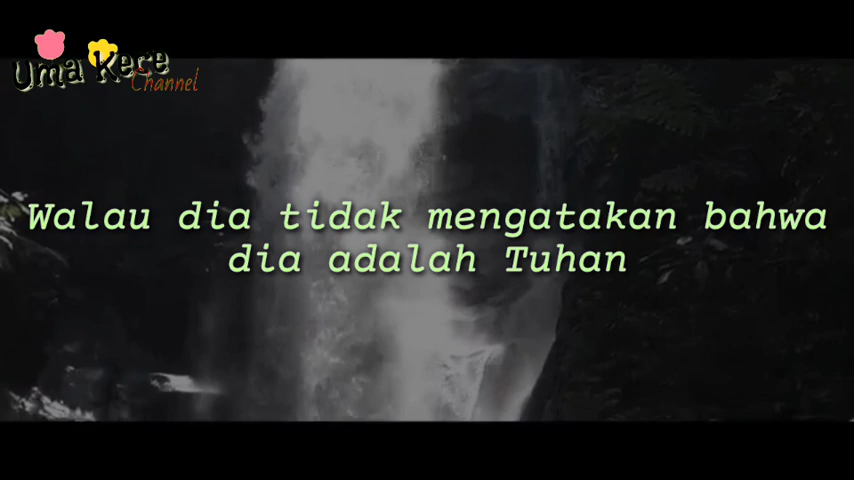 Uma Kece
Channel
Walau dia tidak mengatakan bahwa
dia adalah Tuhan